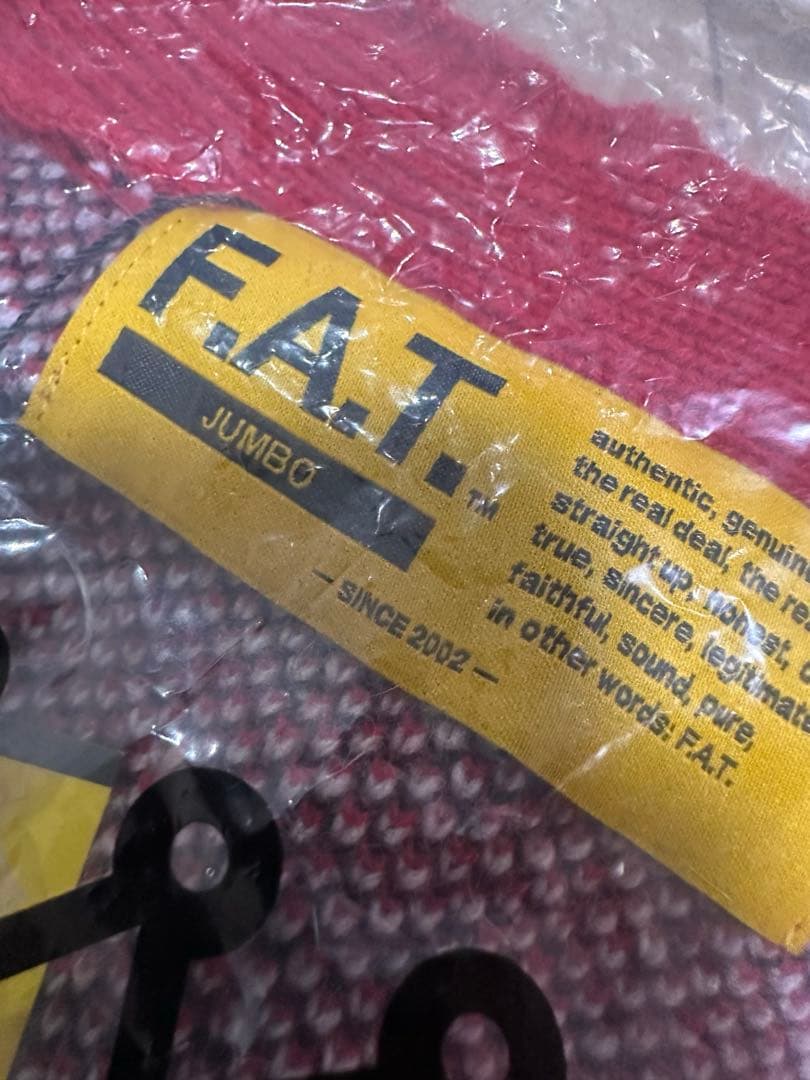 F.A.T.™
JUMBO
— SINCE 2002 —
authentic, genuine
the real deal, the re
straight up, honest,
true, sincere, legitimate
faithful, sound, pure,
in other words: F.A.T.